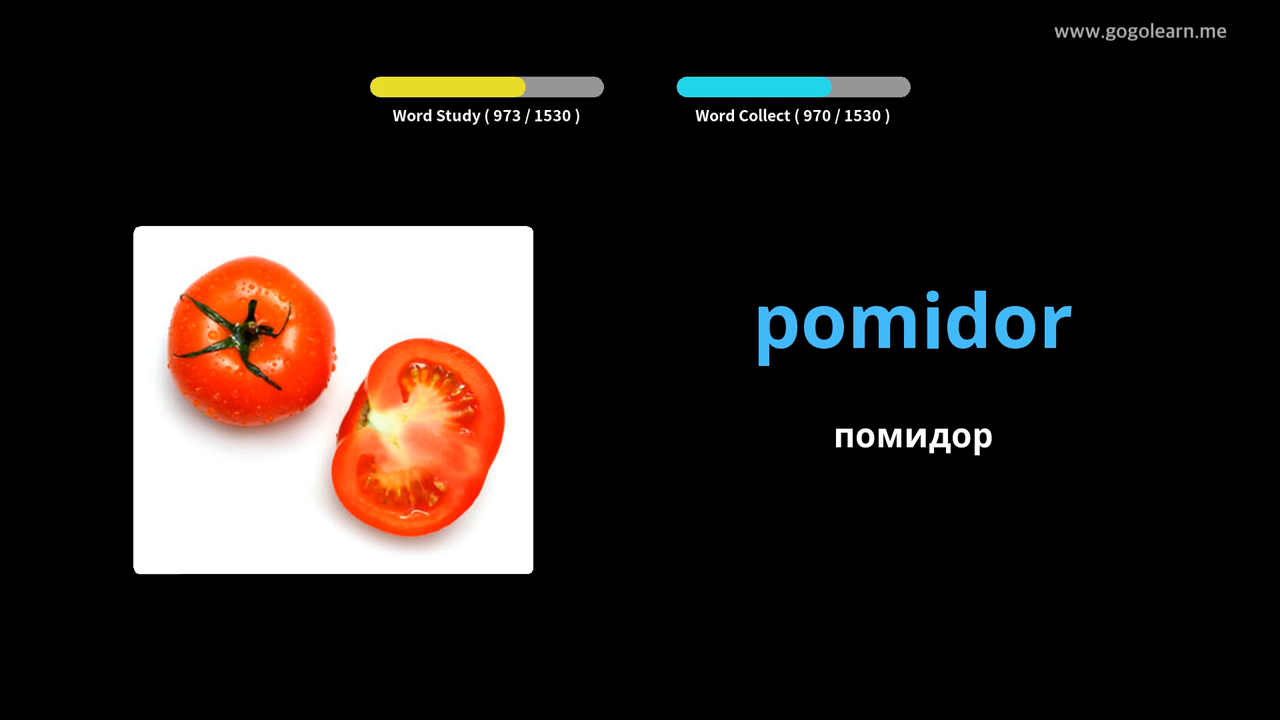 www.gogolearn.me
Word Study ( 973 / 1530 )
Word Collect ( 970 / 1530 )
pomidor
помидор